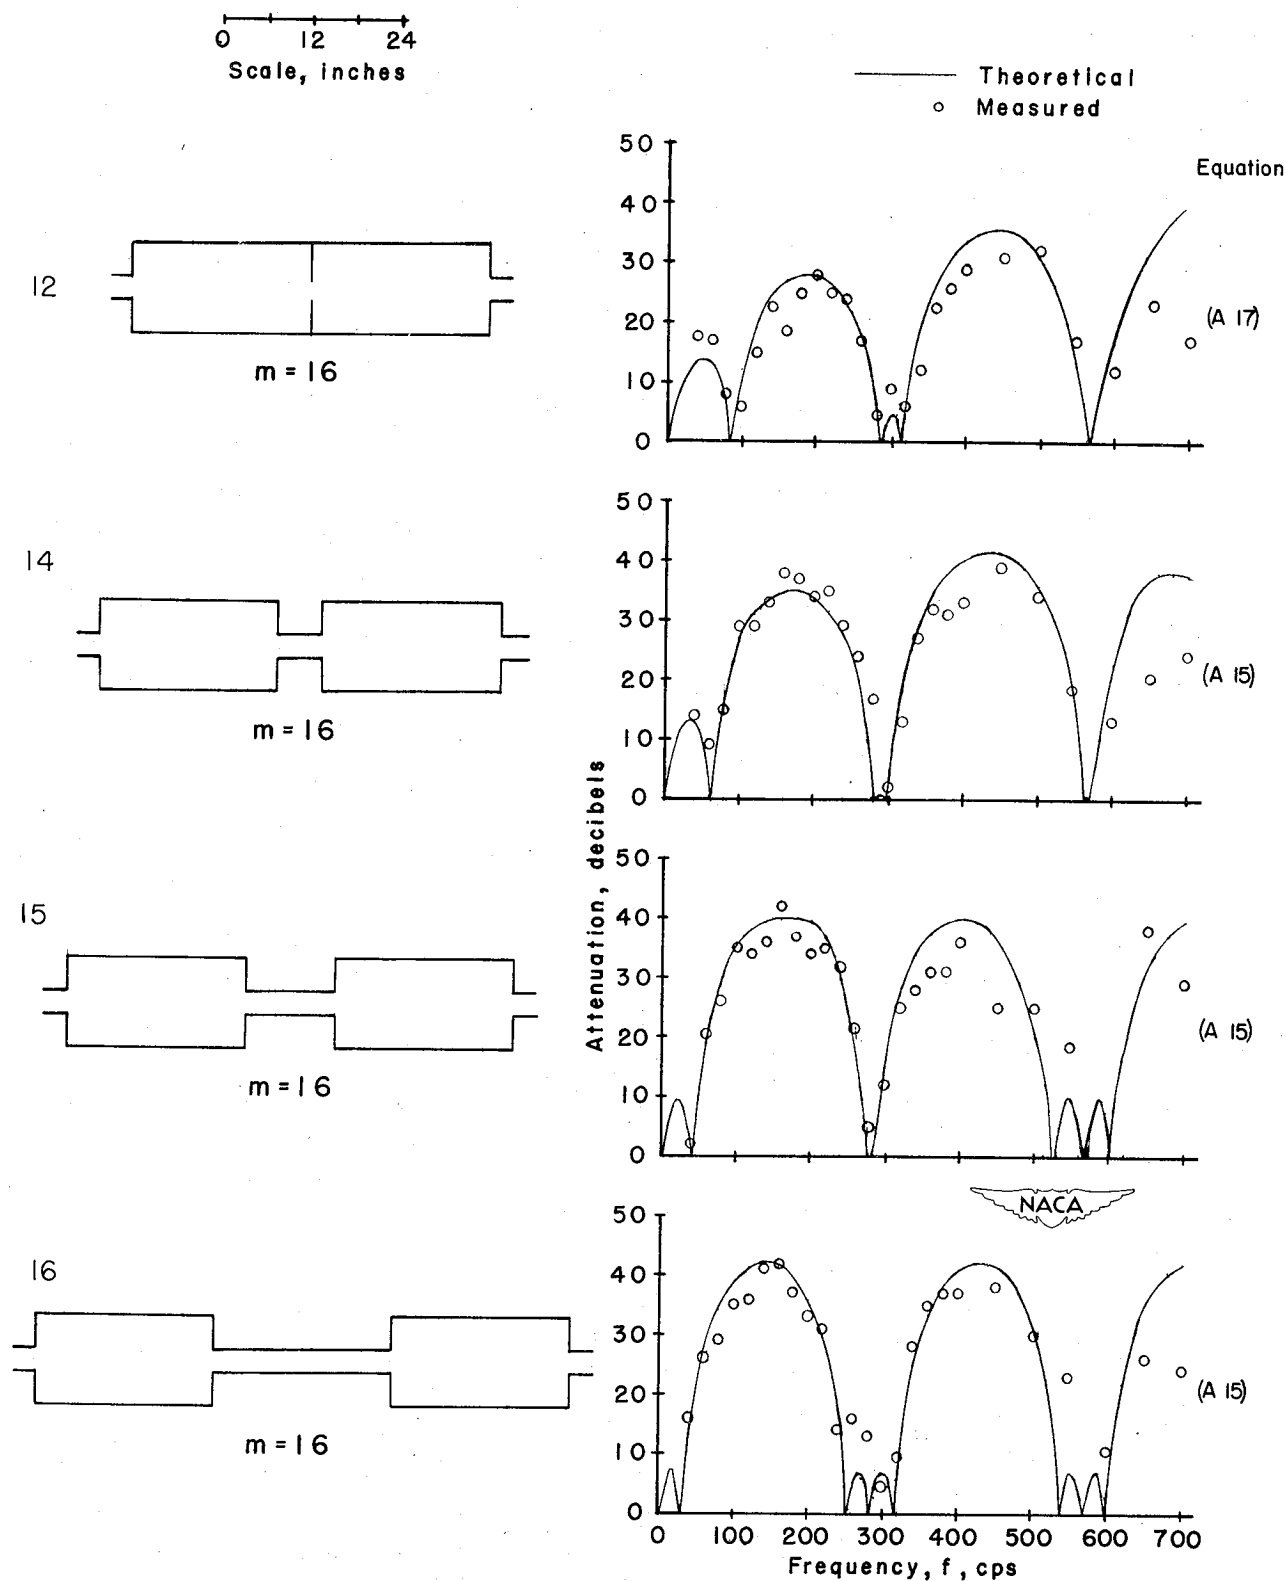 0 12 24
Scale, inches
Theoretical
Measured
Equation
12
m = 16
50
40
30
20
10
0
(A 17)
14
m = 16
50
40
30
20
10
0
(A 15)
15
m = 16
50
40
30
20
10
0
(A 15)
Attenuation, decibels
NACA
16
m = 16
50
40
30
20
10
0
(A 15)
0 100 200 300 400 500 600 700
Frequency, f, cps